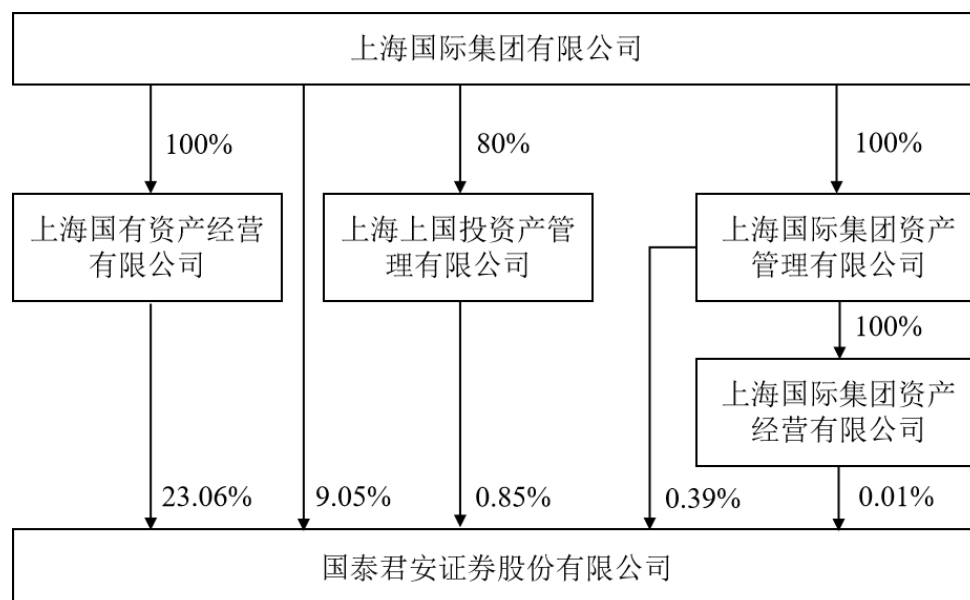 上海国际集团有限公司
100%
80%
100%
上海国有资产经营
有限公司
上海上国投资产管
理有限公司
上海国际集团资产
管理有限公司
100%
上海国际集团资产
经营有限公司
23.06%
9.05%
0.85%
0.39%
0.01%
国泰君安证券股份有限公司